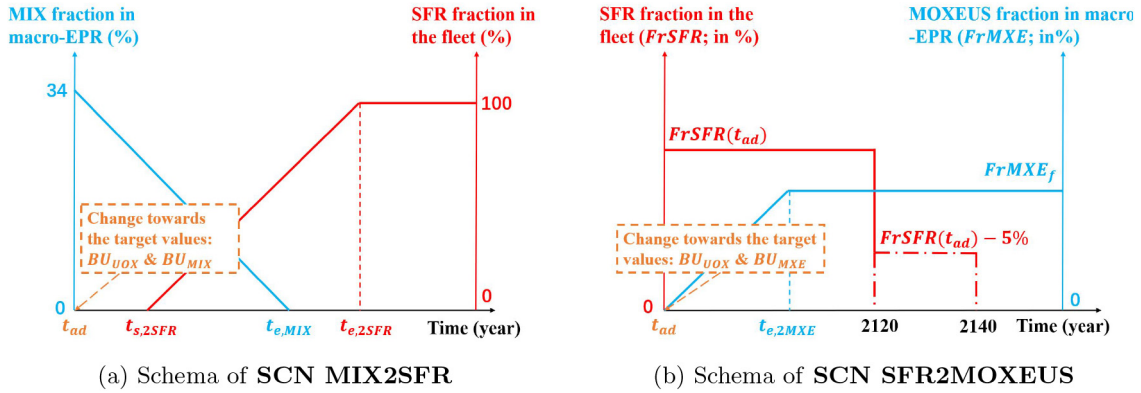 MIX fraction in
macro-EPR (%)
SFR fraction in
the fleet (%)
34
100
Change towards
the target values:
BU_UOX & BU_MIX
0
0
t_ad
t_s,2SFR
t_e,MIX
t_e,2SFR
Time (year)
(a) Schema of SCN MIX2SFR
SFR fraction in the
fleet (FrSFR; in %)
MOXEUS fraction in macro
-EPR (FrMXE; in%)
FrSFR(t_ad)
FrMXE_f
Change towards the target
values: BU_UOX & BU_MXE
FrSFR(t_ad) − 5%
0
0
t_ad
t_e,2MXE
2120
2140
Time (year)
(b) Schema of SCN SFR2MOXEUS